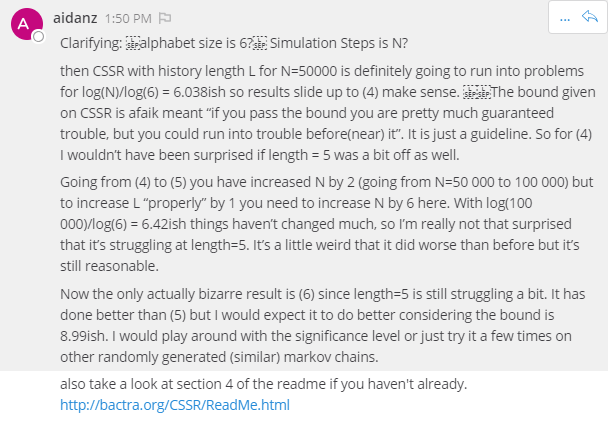 A aidanz 1:50 PM
Clarifying: SEP alphabet size is 6? SEP Simulation Steps is N?
then CSSR with history length L for N=50000 is definitely going to run into problems
for log(N)/log(6) = 6.038ish so results slide up to (4) make sense. SEP SEP The bound given
on CSSR is afaik meant “if you pass the bound you are pretty much guaranteed
trouble, but you could run into trouble before(near) it”. It is just a guideline. So for (4)
I wouldn’t have been surprised if length = 5 was a bit off as well.
Going from (4) to (5) you have increased N by 2 (going from N=50 000 to 100 000) but
to increase L “properly” by 1 you need to increase N by 6 here. With log(100
000)/log(6) = 6.42ish things haven’t changed much, so I’m really not that surprised
that it’s struggling at length=5. It’s a little weird that it did worse than before but it’s
still reasonable.
Now the only actually bizarre result is (6) since length=5 is still struggling a bit. It has
done better than (5) but I would expect it to do better considering the bound is
8.99ish. I would play around with the significance level or just try it a few times on
other randomly generated (similar) markov chains.
also take a look at section 4 of the readme if you haven't already.
http://bactra.org/CSSR/ReadMe.html